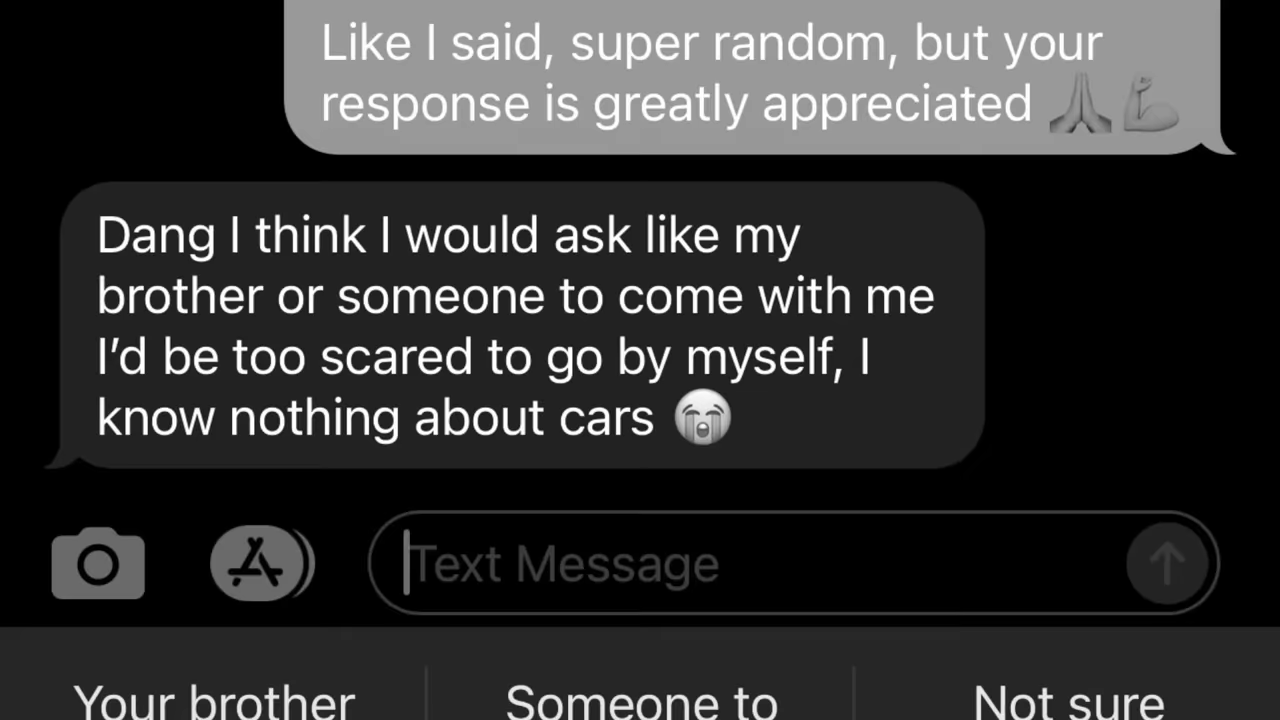 Like I said, super random, but your
response is greatly appreciated 🙏💪
Dang I think I would ask like my
brother or someone to come with me
I’d be too scared to go by myself, I
know nothing about cars 😭
Text Message
Your brother
Someone to
Not sure